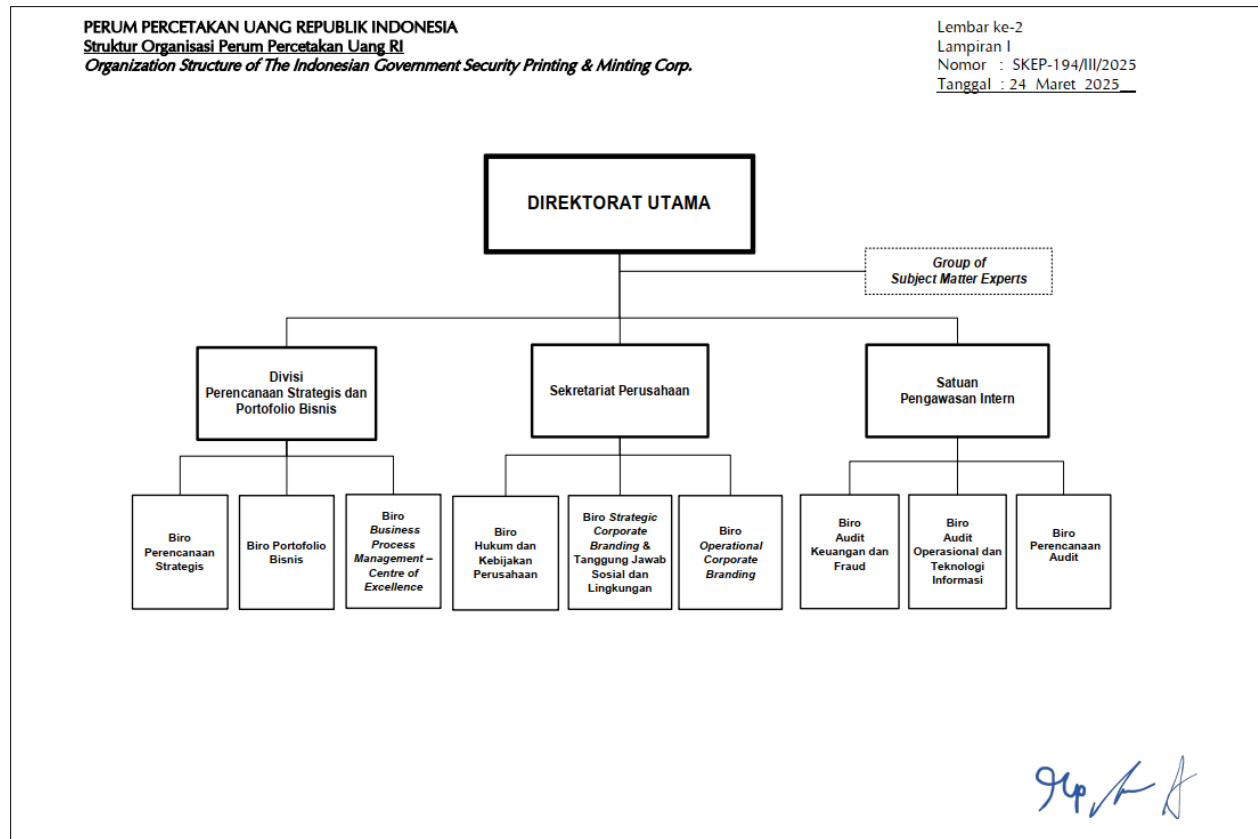 PERUM PERCETAKAN UANG REPUBLIK INDONESIA
Struktur Organisasi Perum Percetakan Uang RI
Organization Structure of The Indonesian Government Security Printing & Minting Corp.
Lembar ke-2
Lampiran I
Nomor : SKEP-194/III/2025
Tanggal : 24 Maret 2025
DIREKTORAT UTAMA
Group of
Subject Matter Experts
Divisi
Perencanaan Strategis dan
Portofolio Bisnis
Sekretariat Perusahaan
Satuan
Pengawasan Intern
Biro
Perencanaan
Strategis
Biro Portofolio
Bisnis
Biro
Business
Process
Management –
Centre of
Excellence
Biro
Hukum dan
Kebijakan
Perusahaan
Biro Strategic
Corporate
Branding &
Tanggung Jawab
Sosial dan
Lingkungan
Biro
Operational
Corporate
Branding
Biro
Audit
Keuangan dan
Fraud
Biro
Audit
Operasional dan
Teknologi
Informasi
Biro
Perencanaan
Audit